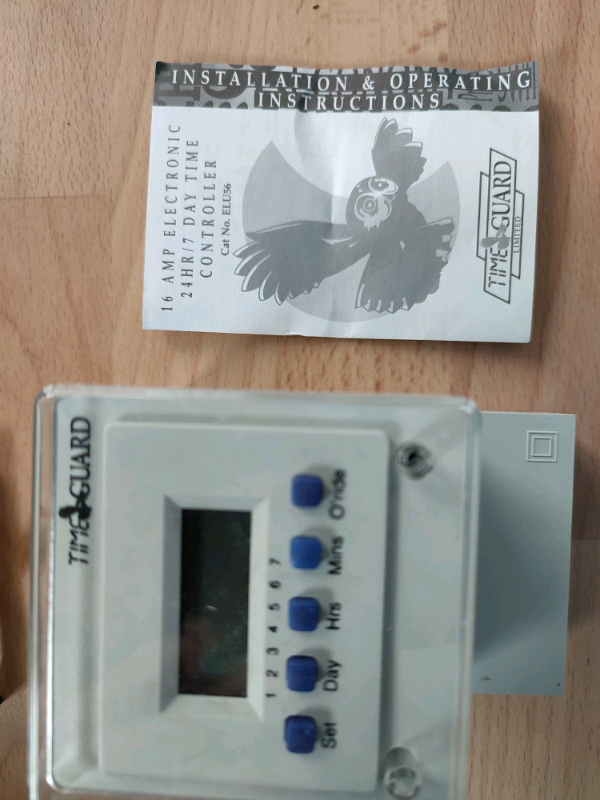 INSTALLATION & OPERATING
INSTRUCTIONS
16 AMP ELECTRONIC
24HR/7 DAY TIME
CONTROLLER
Cat No. ELU56
TIME GUARD
LIMITED
TIME GUARD
1 2 3 4 5 6 7
Set Day Hrs Mins O'ride